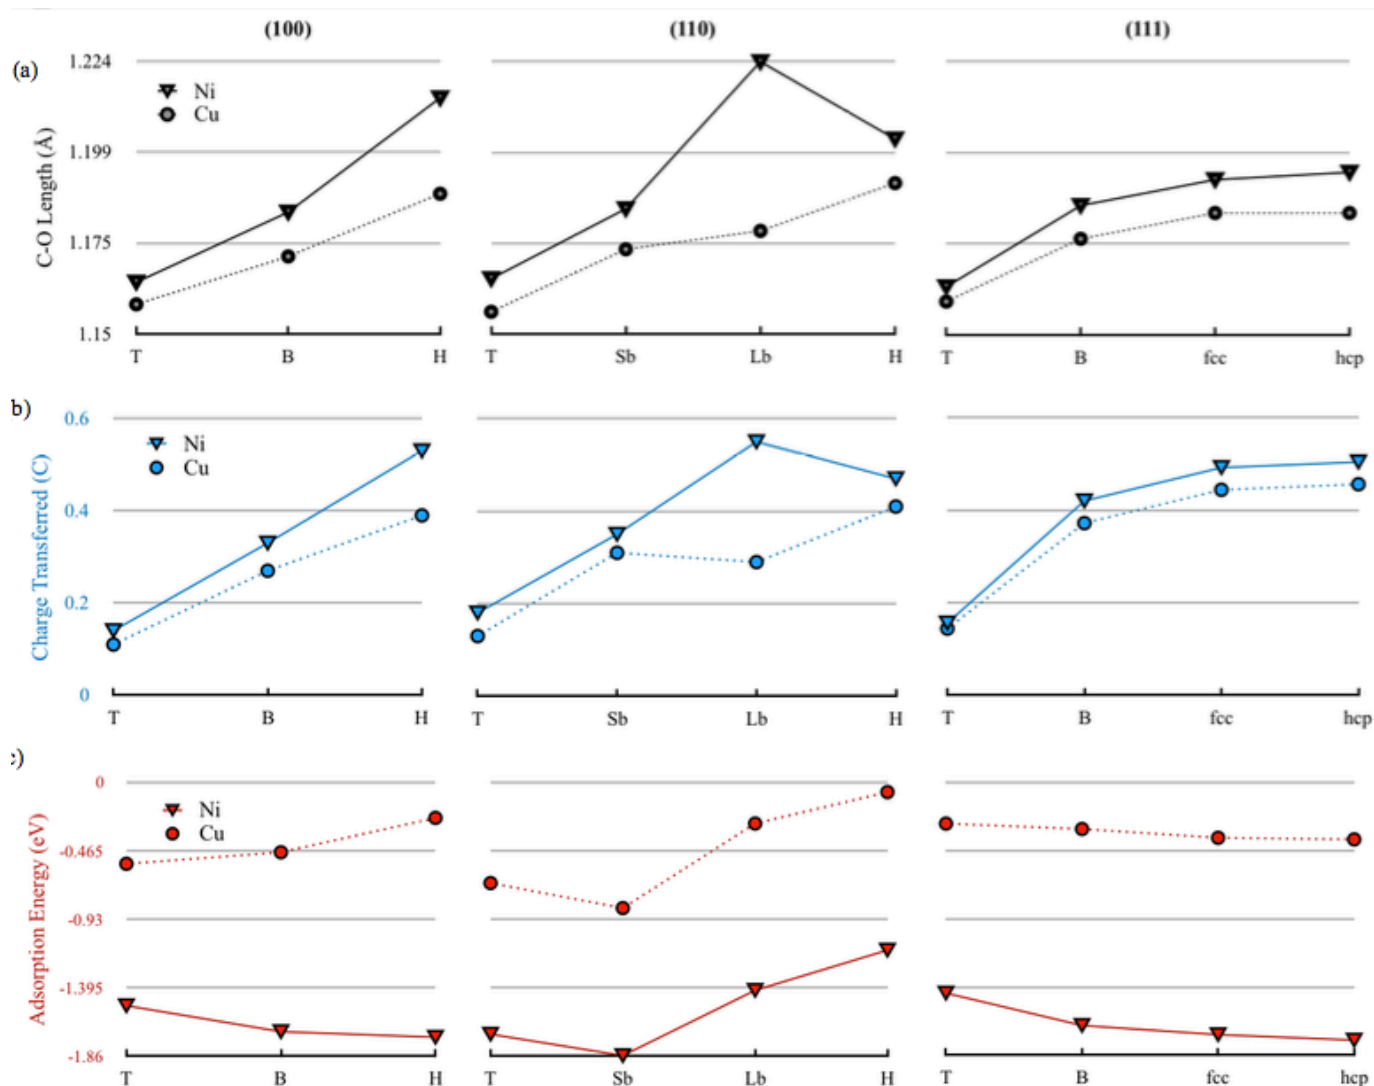 (100) (110) (111)
(a)
1.224
Ni
Cu
1.199
1.175
1.15
C-O Length (Å)
T B H
T Sb Lb H
T B fcc hcp
b)
0.6
Ni
Cu
0.4
0.2
0
Charge Transferred (C)
T B H
T Sb Lb H
T B fcc hcp
:)
0
Ni
Cu
-0.465
-0.93
-1.395
-1.86
Adsorption Energy (eV)
T B H
T Sb Lb H
T B fcc hcp